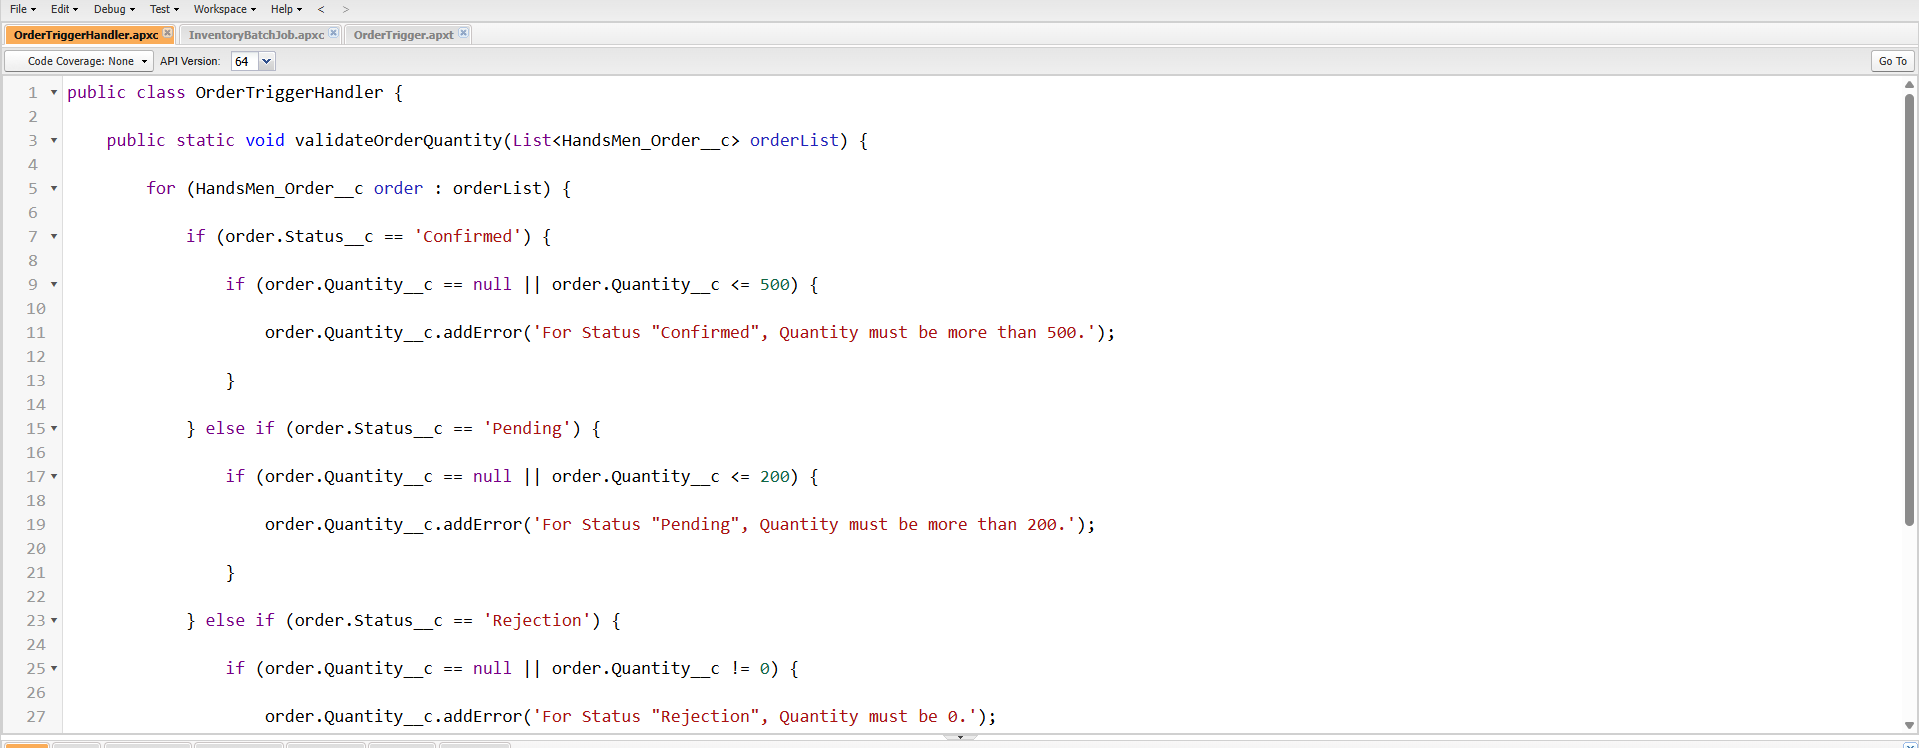 File Edit Debug Test Workspace Help < >
OrderTriggerHandler.apxc InventoryBatchJob.apxc OrderTrigger.apxt
Code Coverage: None API Version: 64 Go To
1 public class OrderTriggerHandler {
2
3 public static void validateOrderQuantity(List<HandsMen_Order__c> orderList) {
4
5 for (HandsMen_Order__c order : orderList) {
6
7 if (order.Status__c == 'Confirmed') {
8
9 if (order.Quantity__c == null || order.Quantity__c <= 500) {
10
11 order.Quantity__c.addError('For Status "Confirmed", Quantity must be more than 500.');
12
13 }
14
15 } else if (order.Status__c == 'Pending') {
16
17 if (order.Quantity__c == null || order.Quantity__c <= 200) {
18
19 order.Quantity__c.addError('For Status "Pending", Quantity must be more than 200.');
20
21 }
22
23 } else if (order.Status__c == 'Rejection') {
24
25 if (order.Quantity__c == null || order.Quantity__c != 0) {
26
27 order.Quantity__c.addError('For Status "Rejection", Quantity must be 0.');